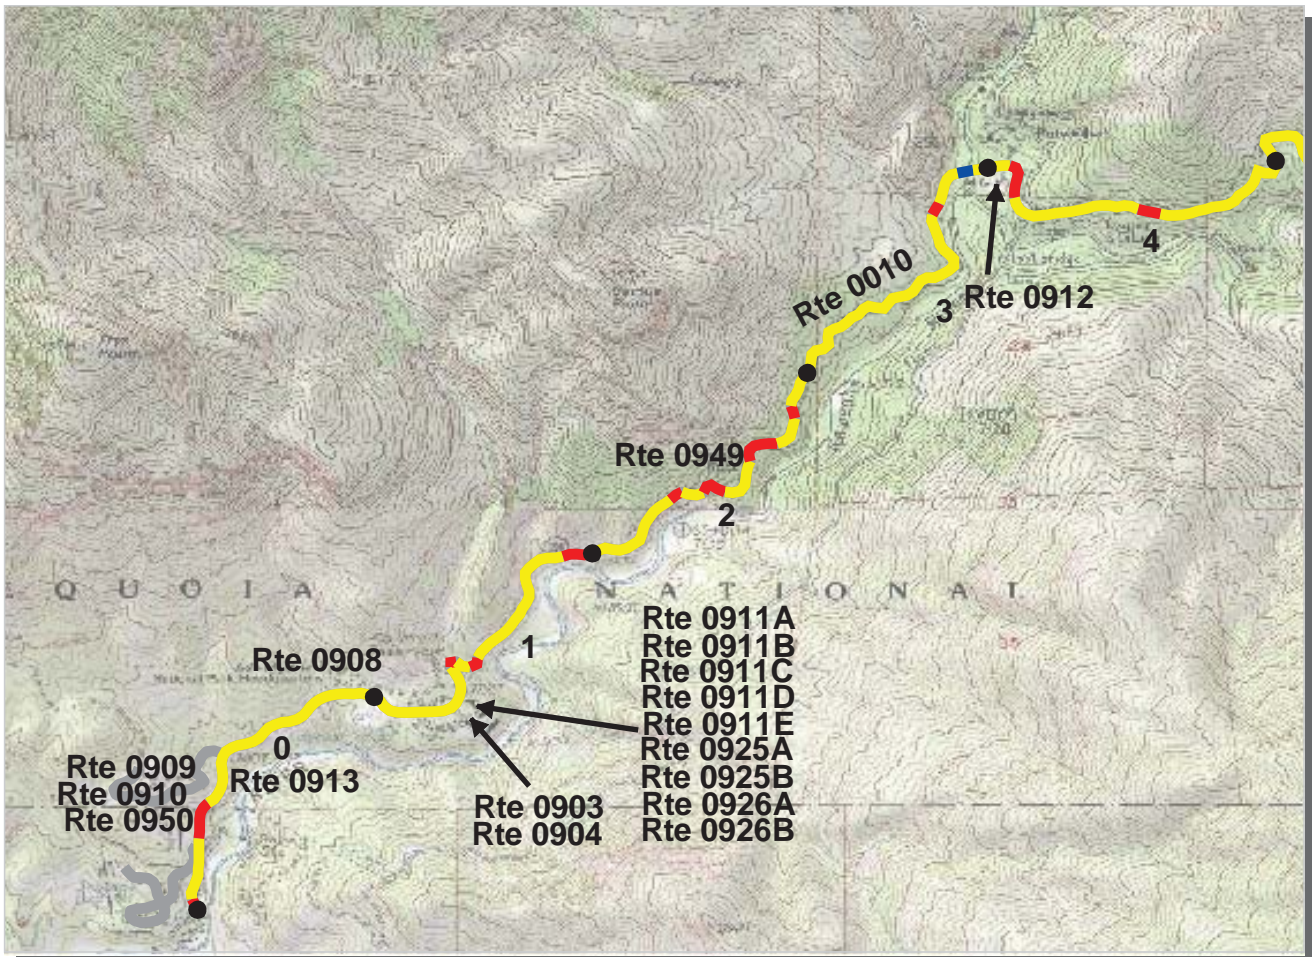 Rte 0010
3
Rte 0912
4
Rte 0949
2
E Q U O I A N A T I O N A L
Rte 0911A
Rte 0911B
Rte 0911C
Rte 0911D
Rte 0911E
Rte 0925A
Rte 0925B
Rte 0926A
Rte 0926B
1
Rte 0908
0
Rte 0909
Rte 0910
Rte 0950
Rte 0913
Rte 0903
Rte 0904